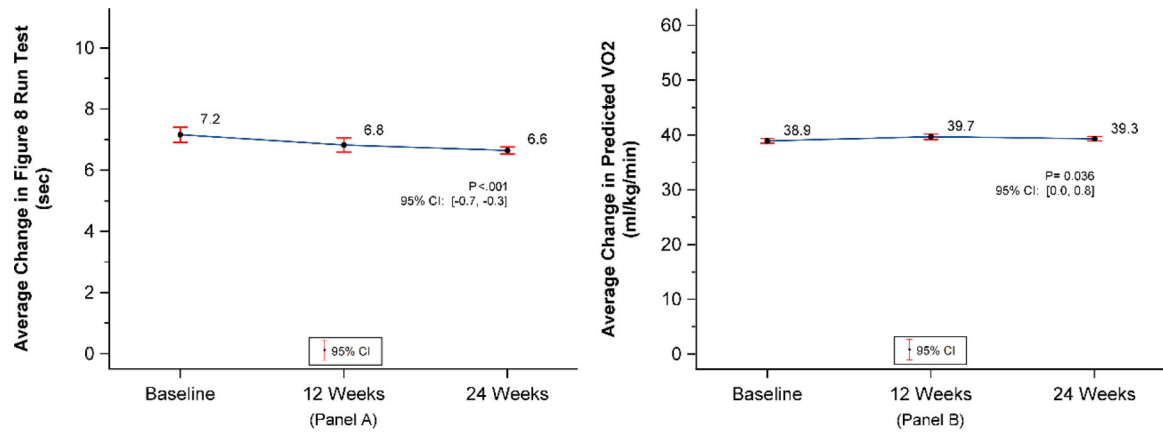 Average Change in Figure 8 Run Test
(sec)
10
8
6
4
2
0
7.2
6.8
6.6
P<.001
95% CI: [-0.7, -0.3]
95% CI
Baseline
12 Weeks
24 Weeks
(Panel A)
Average Change in Predicted VO2
(ml/kg/min)
60
50
40
30
20
10
0
38.9
39.7
39.3
P= 0.036
95% CI: [0.0, 0.8]
95% CI
Baseline
12 Weeks
24 Weeks
(Panel B)